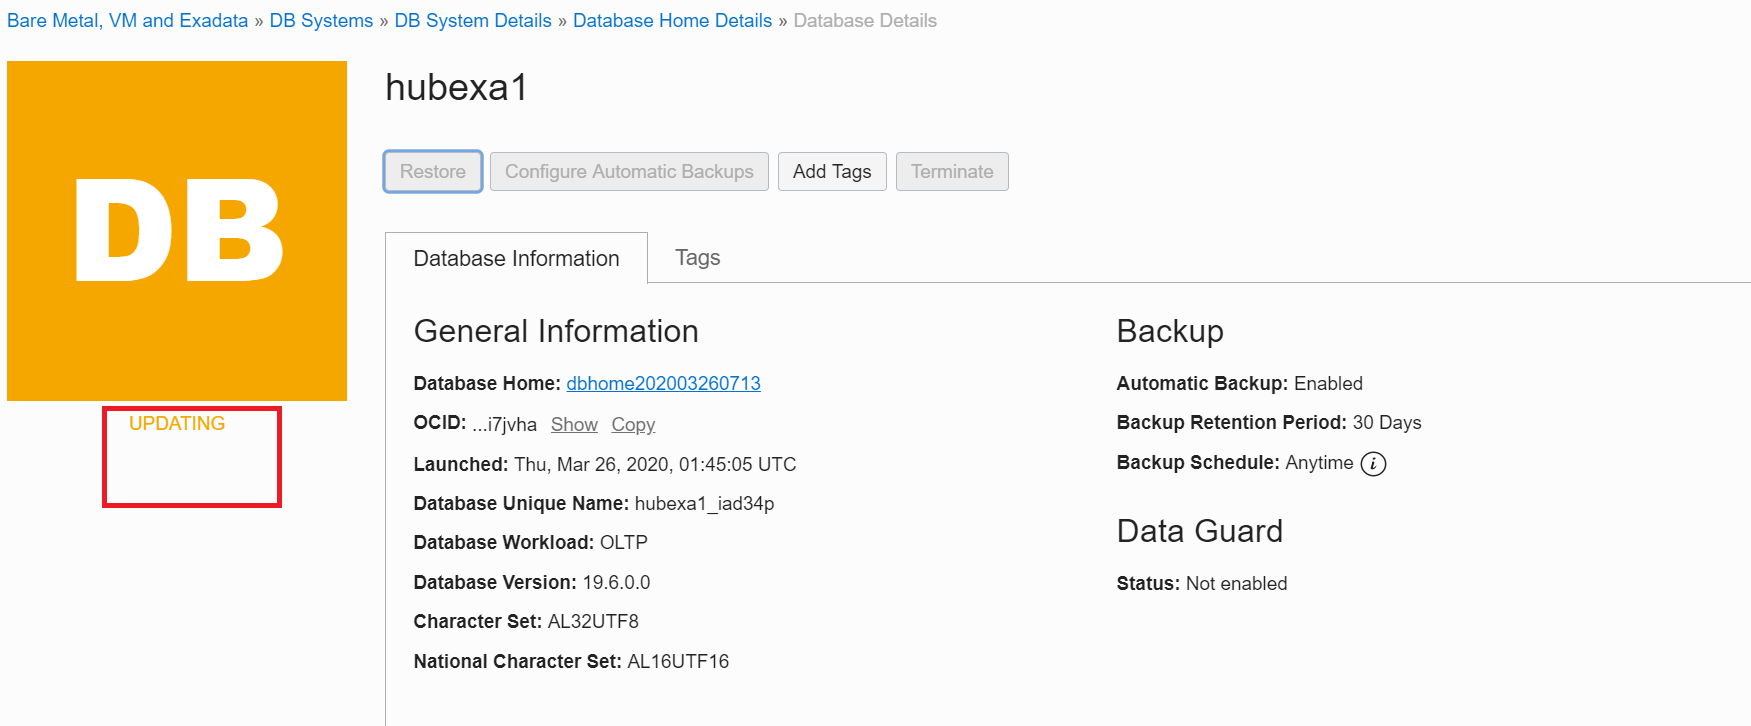 Bare Metal, VM and Exadata » DB Systems » DB System Details » Database Home Details » Database Details
DB
UPDATING
hubexa1
Restore Configure Automatic Backups Add Tags Terminate
Database Information Tags
General Information
Database Home: dbhome202003260713
OCID: ...i7jvha Show Copy
Launched: Thu, Mar 26, 2020, 01:45:05 UTC
Database Unique Name: hubexa1_iad34p
Database Workload: OLTP
Database Version: 19.6.0.0
Character Set: AL32UTF8
National Character Set: AL16UTF16
Backup
Automatic Backup: Enabled
Backup Retention Period: 30 Days
Backup Schedule: Anytime i
Data Guard
Status: Not enabled